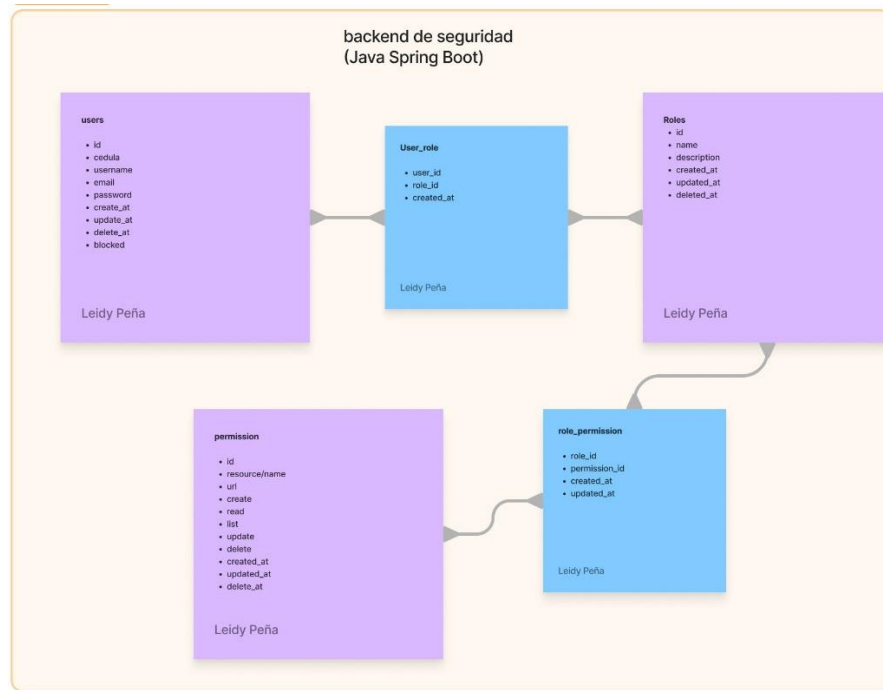 backend de seguridad
(Java Spring Boot)
users
id
cedula
username
email
password
create_at
update_at
delete_at
blocked
Leidy Peña
User_role
user_id
role_id
created_at
Leidy Peña
Roles
id
name
description
created_at
updated_at
deleted_at
Leidy Peña
permission
id
resource/name
url
create
read
list
update
delete
created_at
updated_at
delete_at
Leidy Peña
role_permission
role_id
permission_id
created_at
updated_at
Leidy Peña